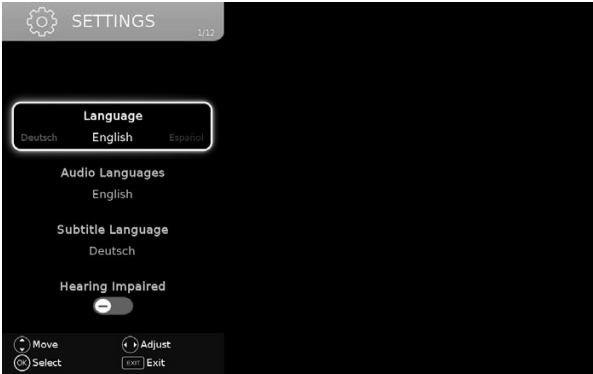 SETTINGS
1/12
Language
Deutsch English Español
Audio Languages
English
Subtitle Language
Deutsch
Hearing Impaired
Move Adjust
OK Select EXIT Exit